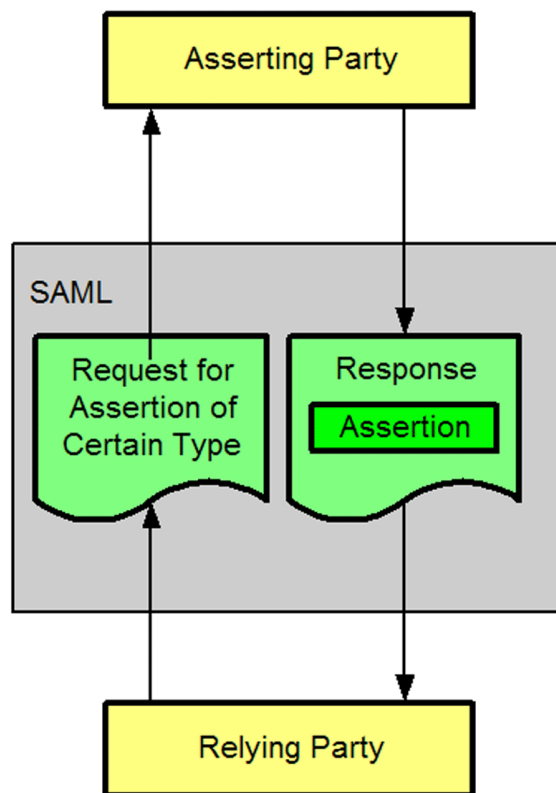 Asserting Party
SAML
Request for
Assertion of
Certain Type
Response
Assertion
Relying Party